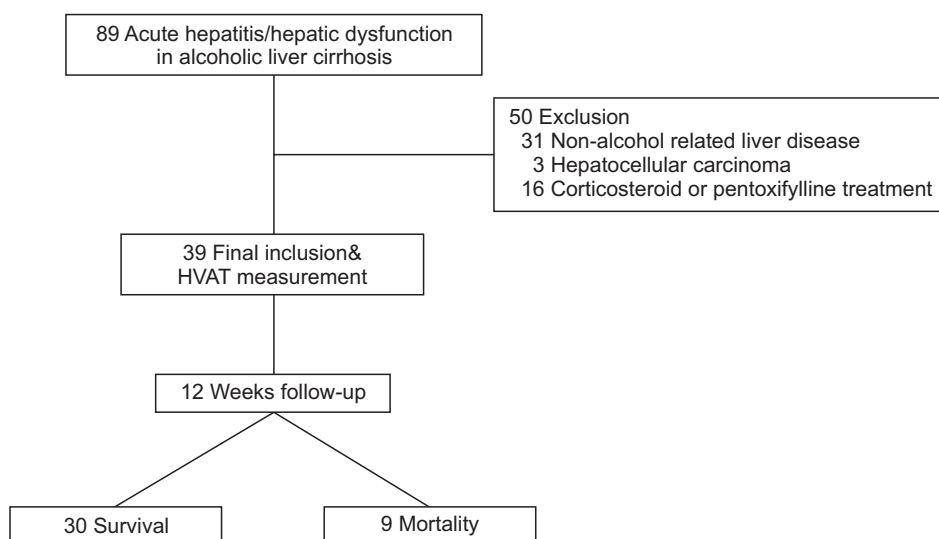 89 Acute hepatitis/hepatic dysfunction
in alcoholic liver cirrhosis
50 Exclusion
31 Non-alcohol related liver disease
3 Hepatocellular carcinoma
16 Corticosteroid or pentoxifylline treatment
39 Final inclusion&
HVAT measurement
12 Weeks follow-up
30 Survival
9 Mortality